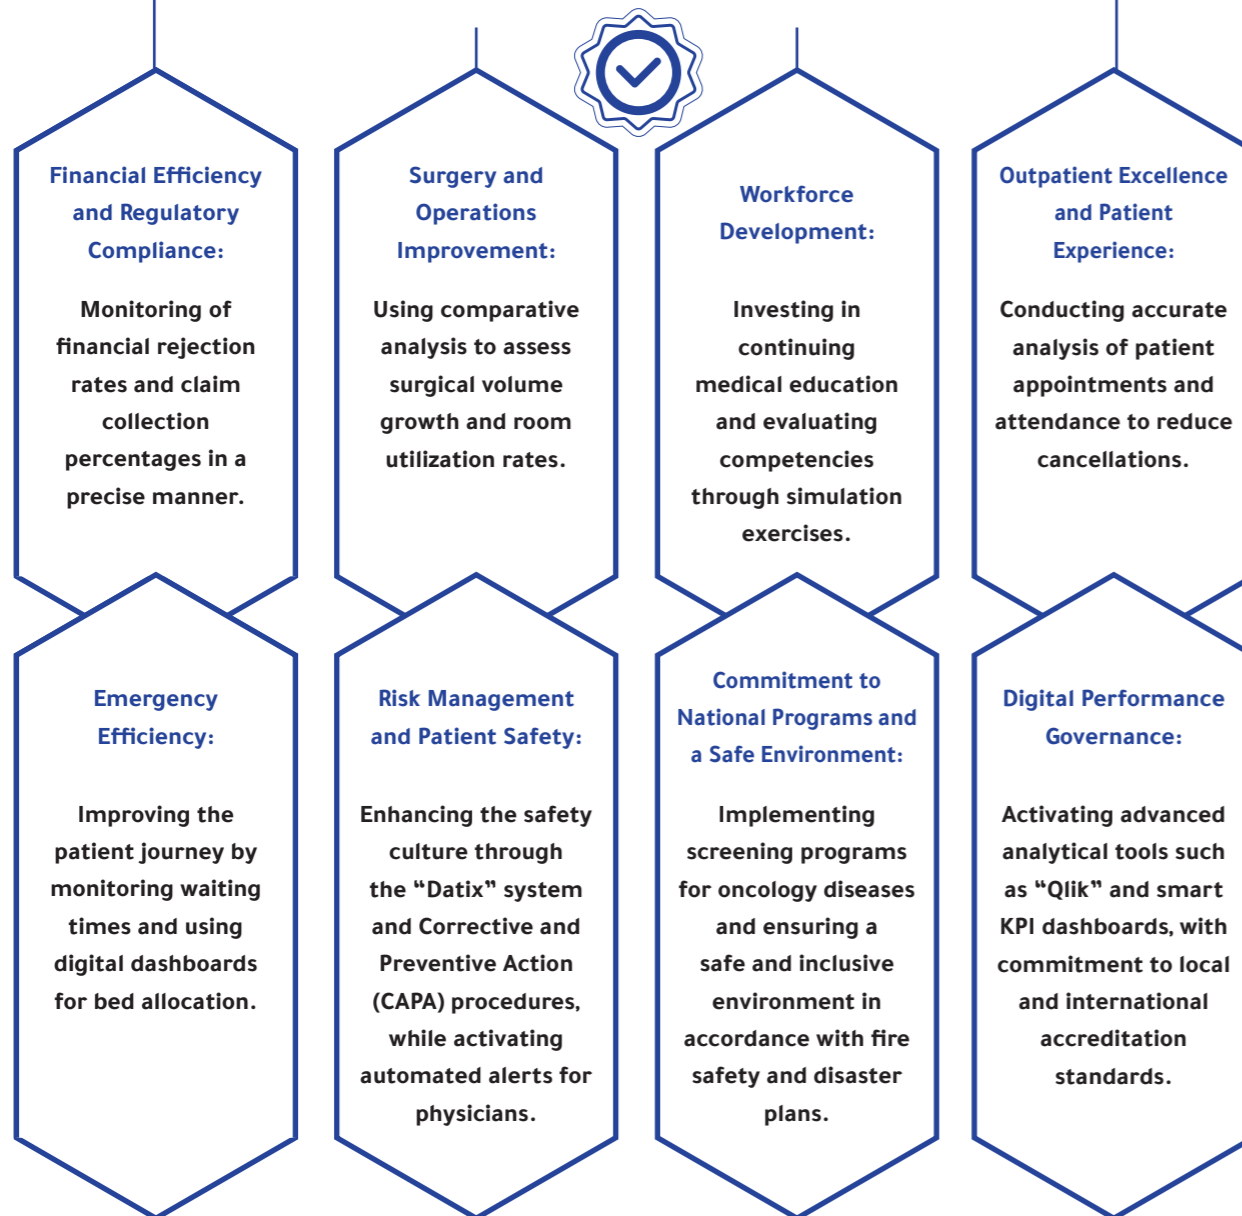 Financial Efficiency
and Regulatory
Compliance:
Monitoring of
financial rejection
rates and claim
collection
percentages in a
precise manner.
Surgery and
Operations
Improvement:
Using comparative
analysis to assess
surgical volume
growth and room
utilization rates.
Workforce
Development:
Investing in
continuing
medical education
and evaluating
competencies
through simulation
exercises.
Outpatient Excellence
and Patient
Experience:
Conducting accurate
analysis of patient
appointments and
attendance to reduce
cancellations.
Emergency
Efficiency:
Improving the
patient journey by
monitoring waiting
times and using
digital dashboards
for bed allocation.
Risk Management
and Patient Safety:
Enhancing the safety
culture through
the “Datix” system
and Corrective and
Preventive Action
(CAPA) procedures,
while activating
automated alerts for
physicians.
Commitment to
National Programs and
a Safe Environment:
Implementing
screening programs
for oncology diseases
and ensuring a
safe and inclusive
environment in
accordance with fire
safety and disaster
plans.
Digital Performance
Governance:
Activating advanced
analytical tools such
as “Qlik” and smart
KPI dashboards, with
commitment to local
and international
accreditation
standards.